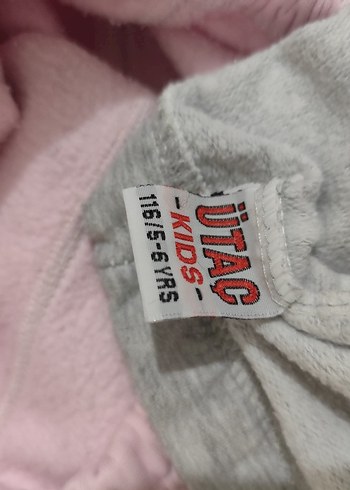 ÜTAÇ
-KIDS-
116/5-6 YRS